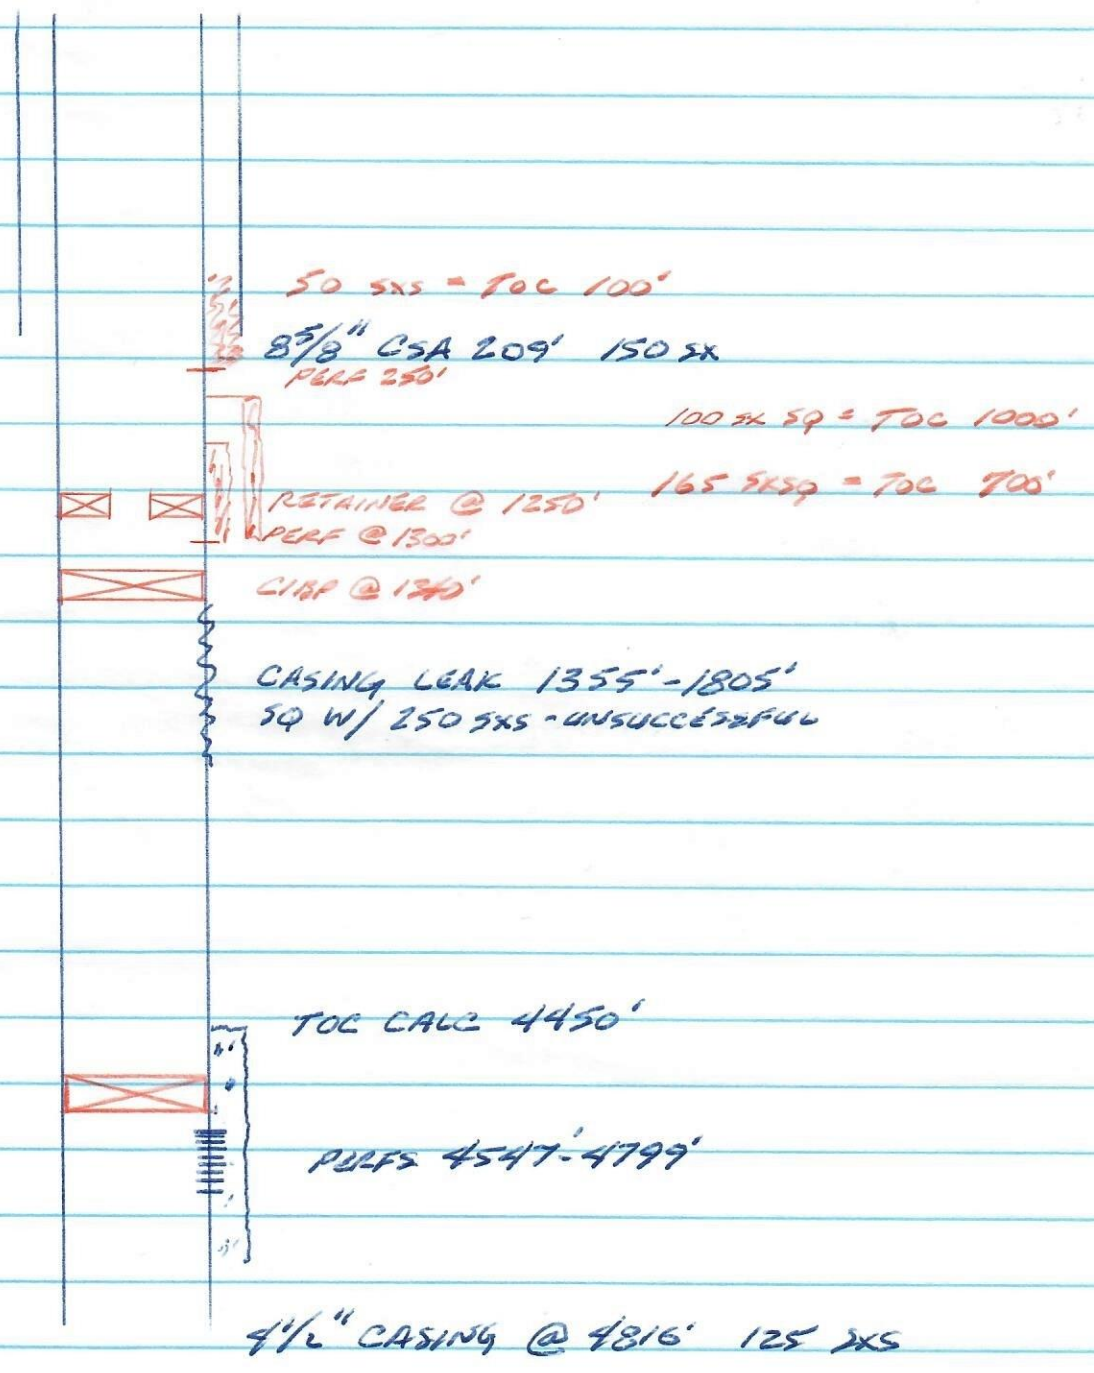 50 SXS = TOC 100'
8 5/8" CSA 209' 150 SX
PERF 250'
100 SX SQ = TOC 1000'
165 SXSQ = TOC 700'
RETAINER @ 1250'
PERF @ 1300'
CIBP @ 1340'
CASING LEAK 1355'-1805'
SQ W/ 250 SXS - UNSUCCESSFUL
TOC CALC 4450'
PERFS 4547'-4799'
4 1/2" CASING @ 4816' 125 SXS